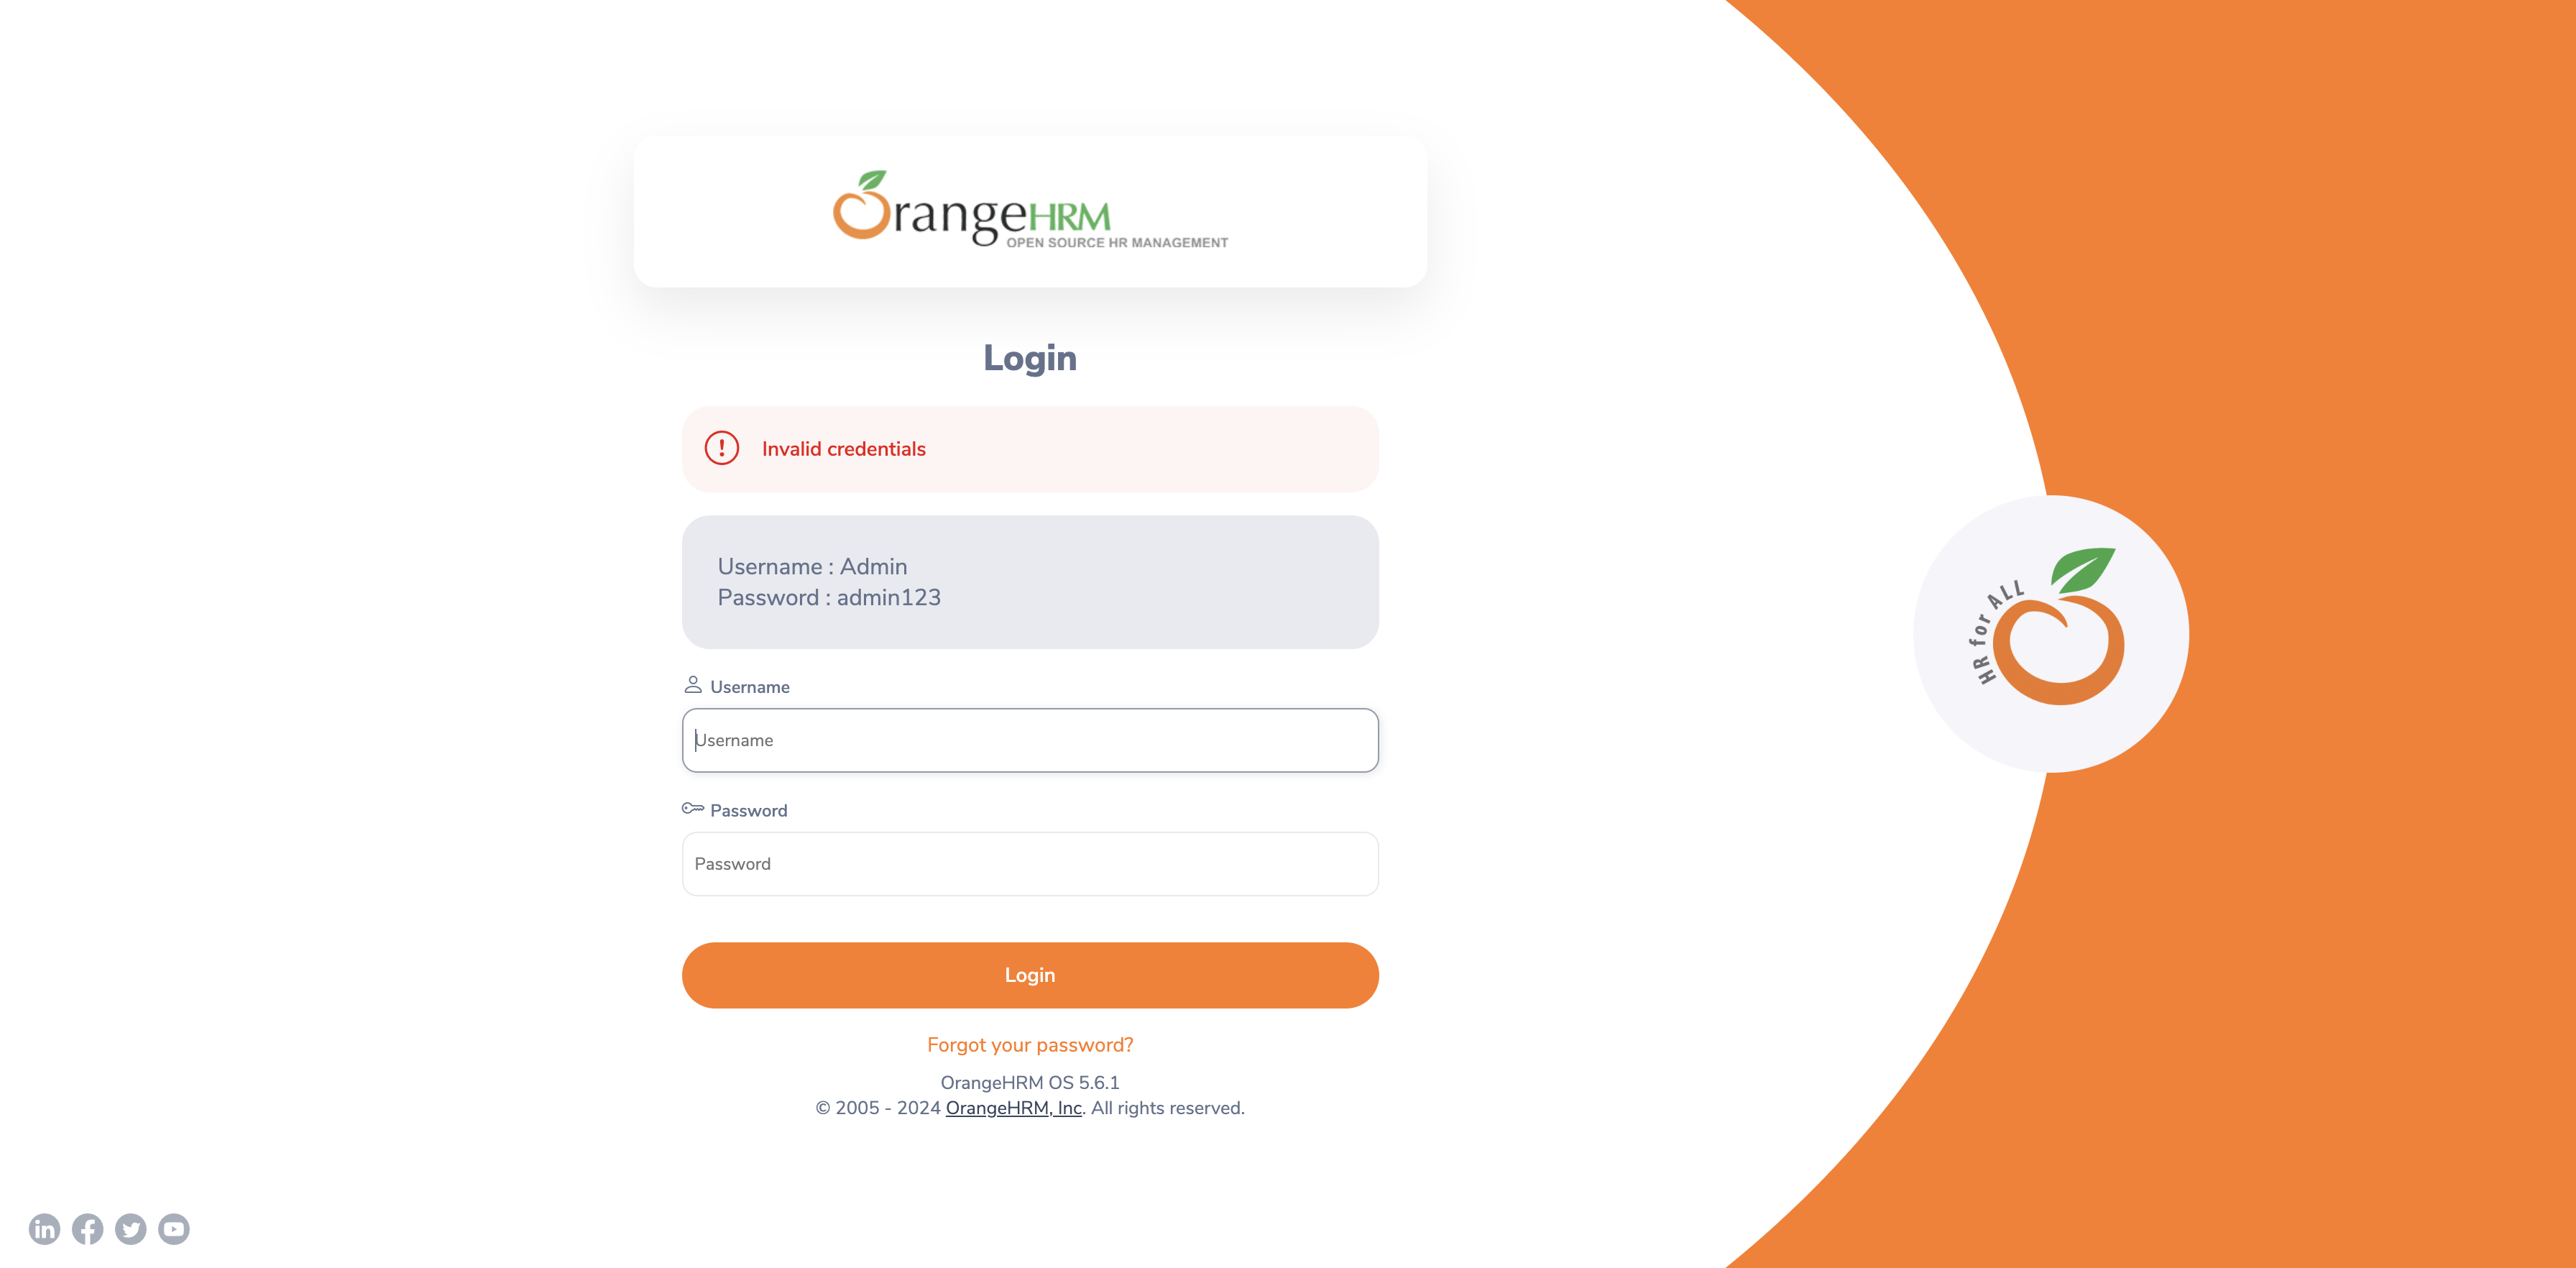 OrangeHRM
OPEN SOURCE HR MANAGEMENT
Login
Invalid credentials
Username : Admin
Password : admin123
Username
Username
Password
Password
Login
Forgot your password?
OrangeHRM OS 5.6.1
© 2005 - 2024 OrangeHRM, Inc. All rights reserved.
HR for ALL
in